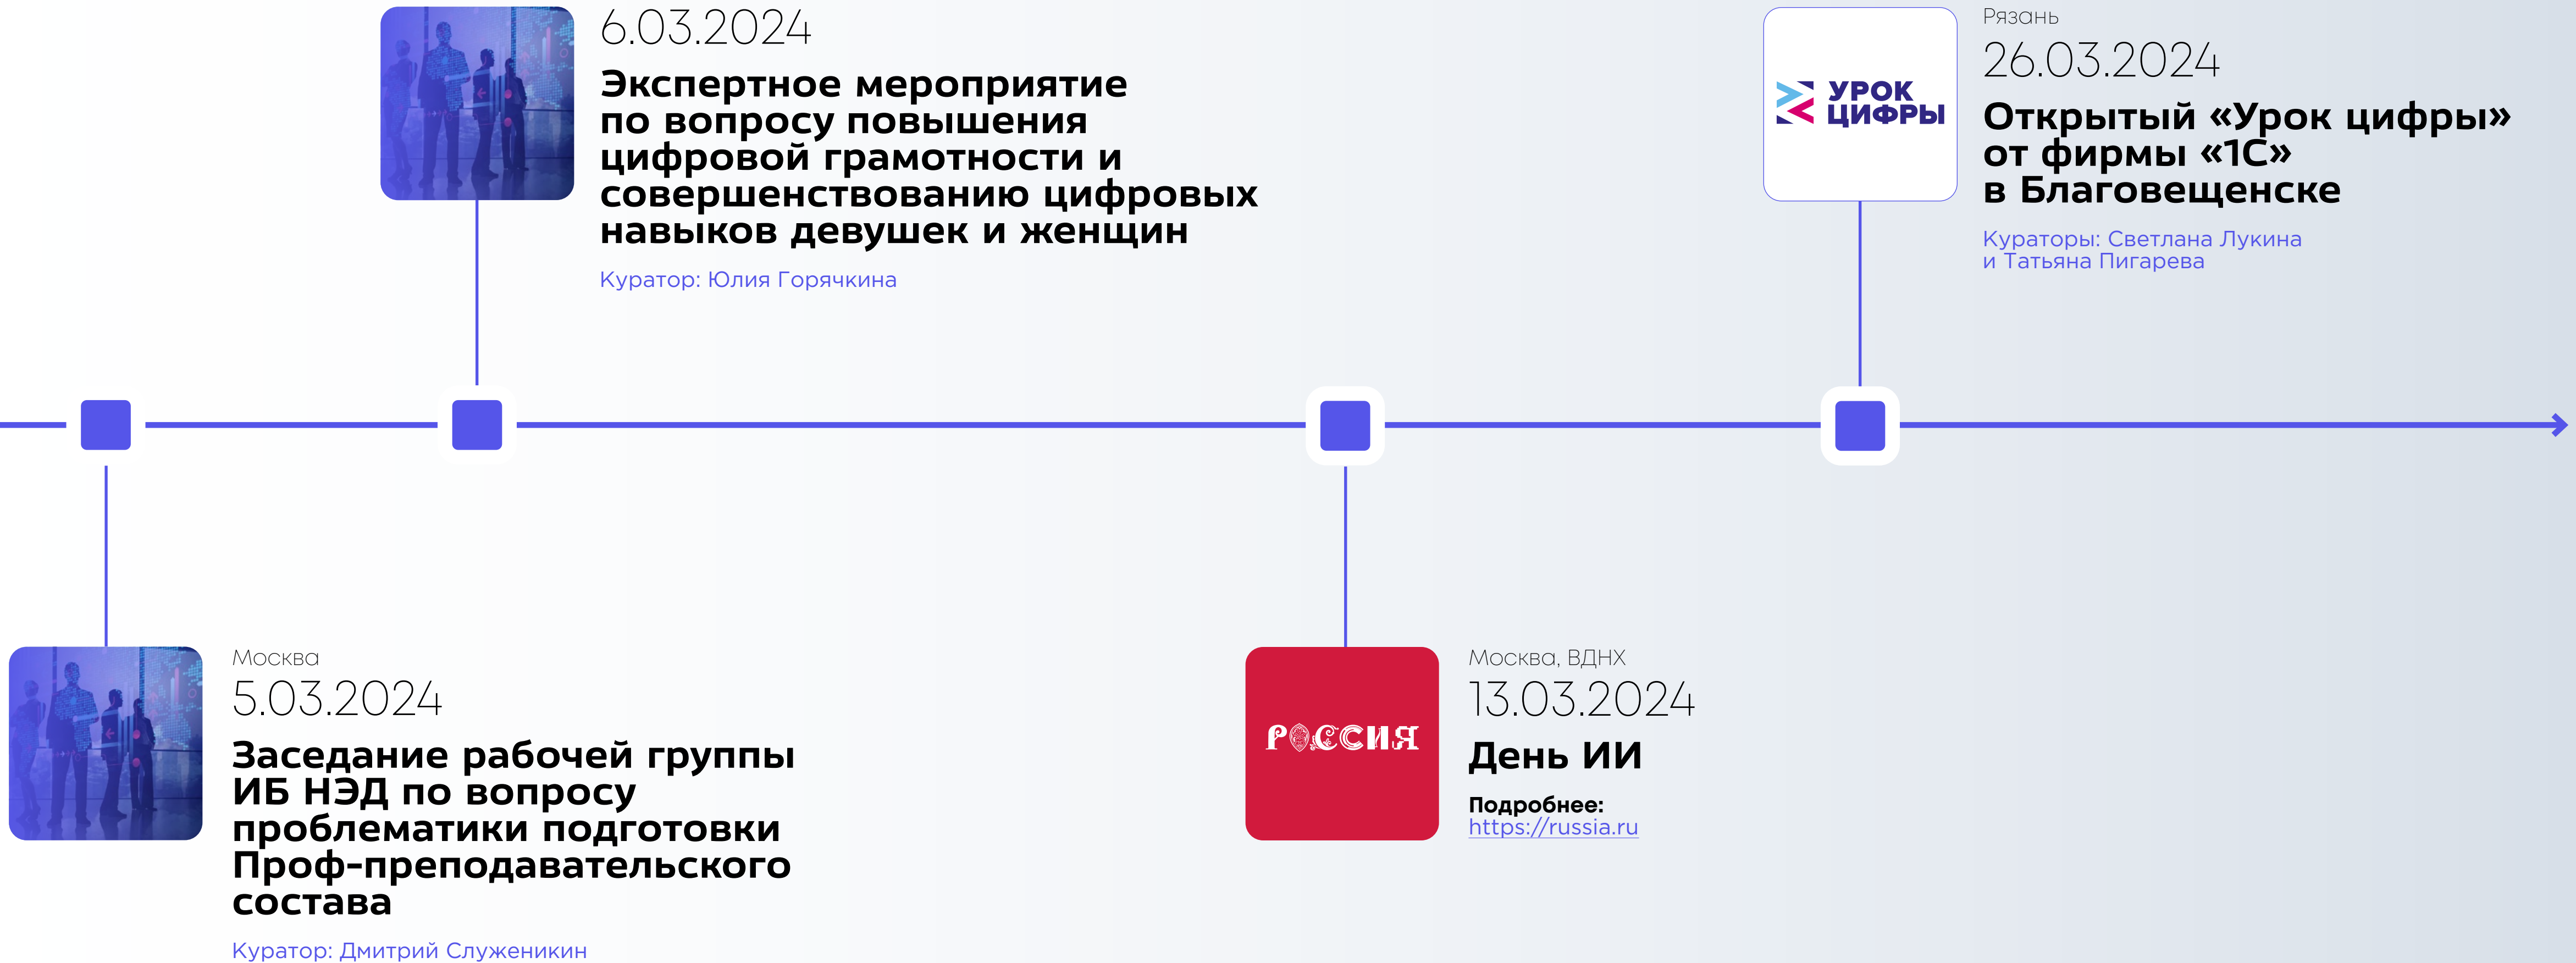 6.03.2024
Экспертное мероприятие
по вопросу повышения
цифровой грамотности и
совершенствованию цифровых
навыков девушек и женщин
Куратор: Юлия Горячкина
УРОК
ЦИФРЫ
Рязань
26.03.2024
Открытый «Урок цифры»
от фирмы «1С»
в Благовещенске
Кураторы: Светлана Лукина
и Татьяна Пигарева
Москва
5.03.2024
Заседание рабочей группы
ИБ НЭД по вопросу
проблематики подготовки
Проф-преподавательского
состава
Куратор: Дмитрий Служеникин
РОССИЯ
Москва, ВДНХ
13.03.2024
День ИИ
Подробнее:
https://russia.ru